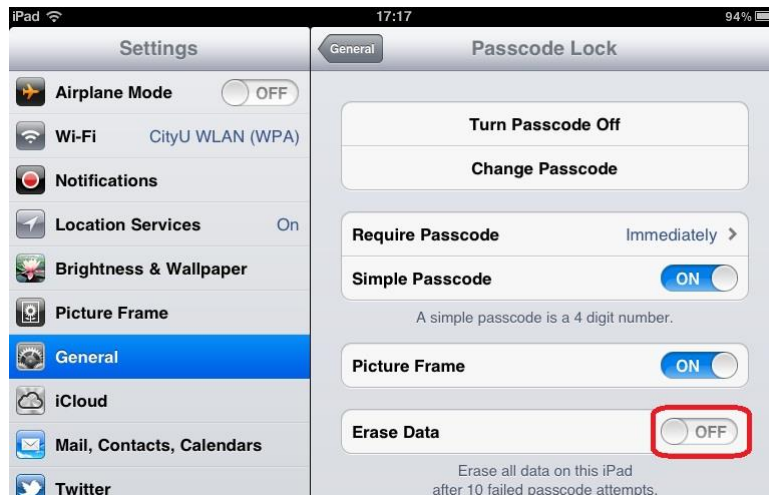 iPad 17:17 94%
Settings
General Passcode Lock
Airplane Mode OFF
Wi-Fi CityU WLAN (WPA)
Notifications
Location Services On
Brightness & Wallpaper
Picture Frame
General
iCloud
Mail, Contacts, Calendars
Twitter
Turn Passcode Off
Change Passcode
Require Passcode Immediately
Simple Passcode ON
A simple passcode is a 4 digit number.
Picture Frame ON
Erase Data OFF
Erase all data on this iPad
after 10 failed passcode attempts.